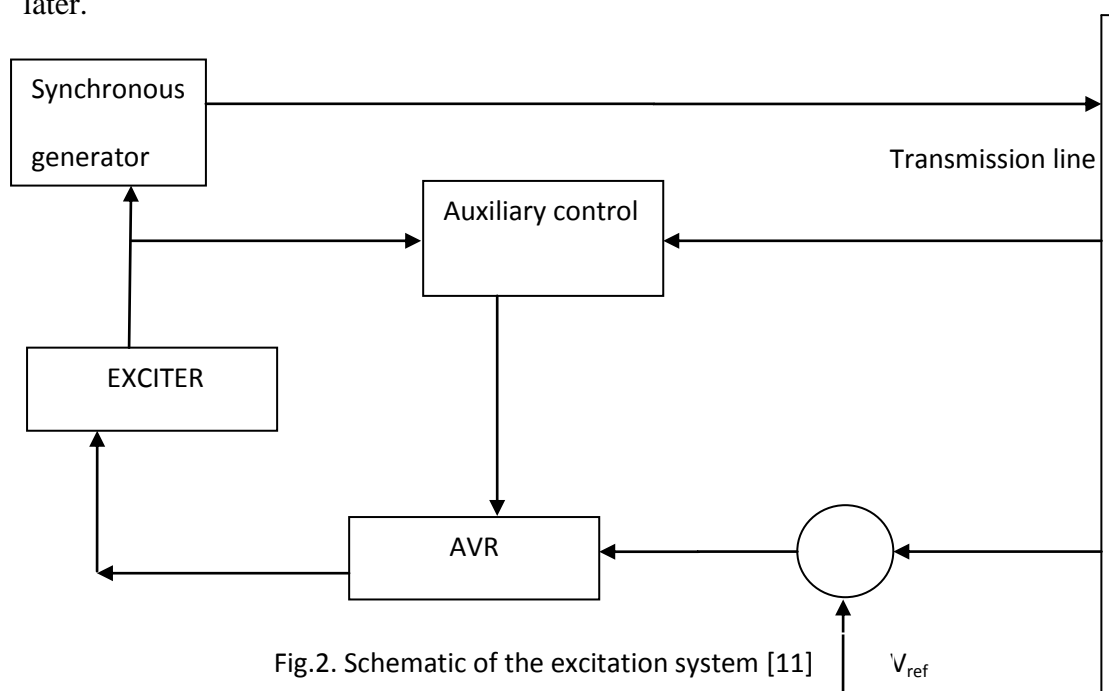 later.
Synchronous
generator
Transmission line
Auxiliary control
EXCITER
AVR
Fig.2. Schematic of the excitation system [11]
Vref